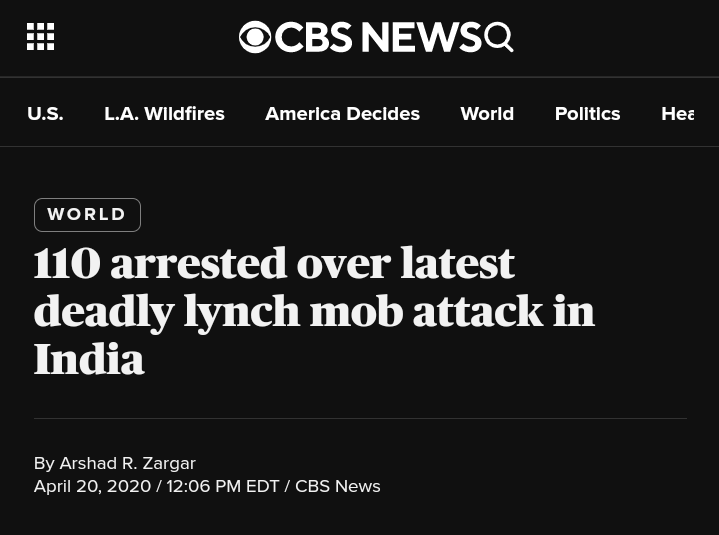 CBS NEWS
U.S. L.A. Wildfires America Decides World Politics Hea
WORLD
110 arrested over latest
deadly lynch mob attack in
India
By Arshad R. Zargar
April 20, 2020 / 12:06 PM EDT / CBS News